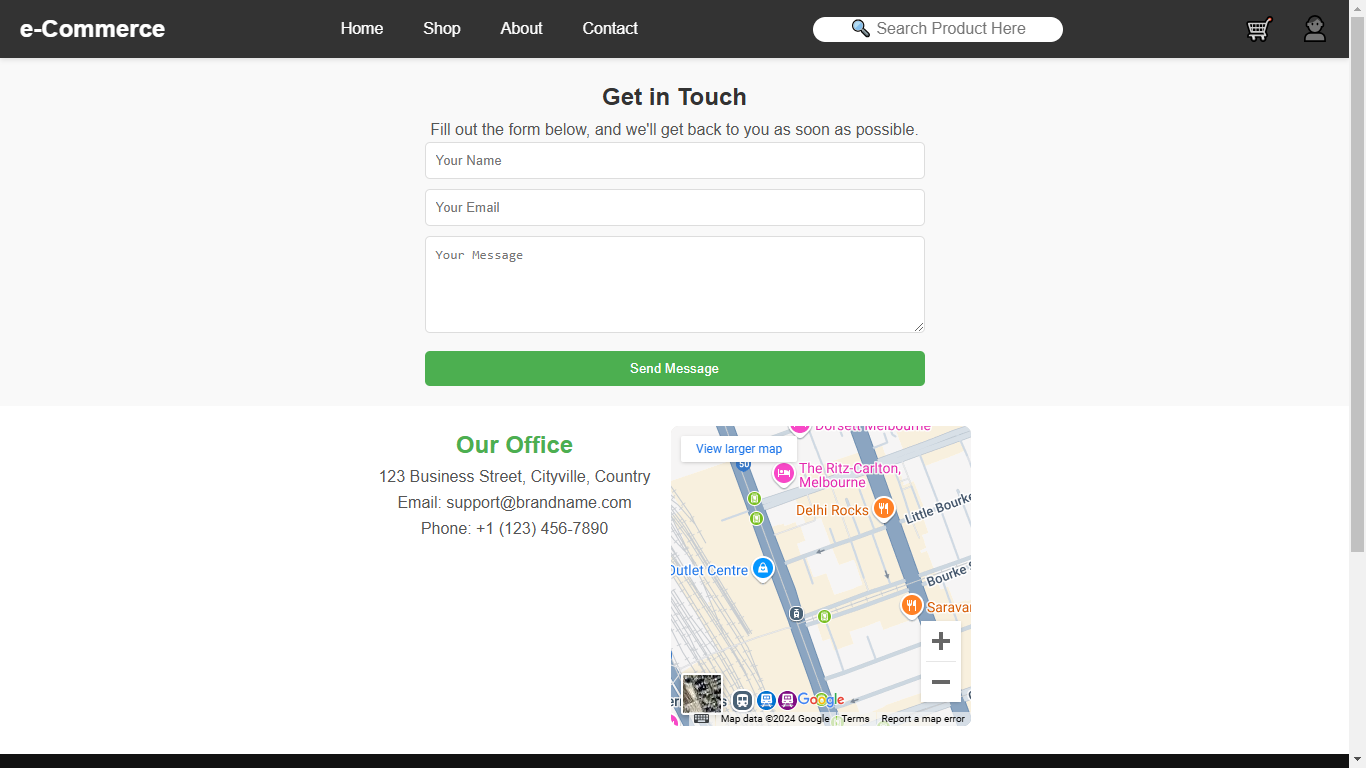 e-Commerce
Home
Shop
About
Contact
Search Product Here
Get in Touch
Fill out the form below, and we'll get back to you as soon as possible.
Your Name
Your Email
Your Message
Send Message
Our Office
123 Business Street, Cityville, Country
Email: support@brandname.com
Phone: +1 (123) 456-7890
Dorsett Melbourne
View larger map
50
The Ritz-Carlton,
Melbourne
Delhi Rocks
Little Bourke
Outlet Centre
Bourke S
Sarava
Google
Map data ©2024 Google
Terms
Report a map error